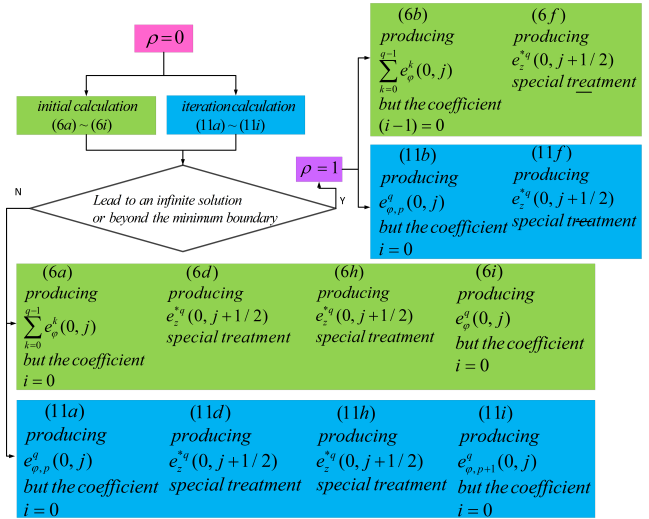 ρ=0
initial calculation
(6a) ~ (6i)
iteration calculation
(11a) ~ (11i)
Lead to an infinite solution
or beyond the minimum boundary
N
Y
ρ=1
(6b)
producing
∑_{k=0}^{q-1} e_φ^k(0, j)
but the coefficient
(i−1) = 0
(6f)
producing
e_z^{*q}(0, j+1/2)
special treatment
(11b)
producing
e_{φ,p}^q(0, j)
but the coefficient
i = 0
(11f)
producing
e_z^{*q}(0, j+1/2)
special treatment
(6a)
producing
∑_{k=0}^{q-1} e_φ^k(0, j)
but the coefficient
i = 0
(6d)
producing
e_z^{*q}(0, j+1/2)
special treatment
(6h)
producing
e_z^{*q}(0, j+1/2)
special treatment
(6i)
producing
e_φ^q(0, j)
but the coefficient
i = 0
(11a)
producing
e_{φ,p}^q(0, j)
but the coefficient
i = 0
(11d)
producing
e_z^{*q}(0, j+1/2)
special treatment
(11h)
producing
e_z^{*q}(0, j+1/2)
special treatment
(11i)
producing
e_{φ,p+1}^q(0, j)
but the coefficient
i = 0